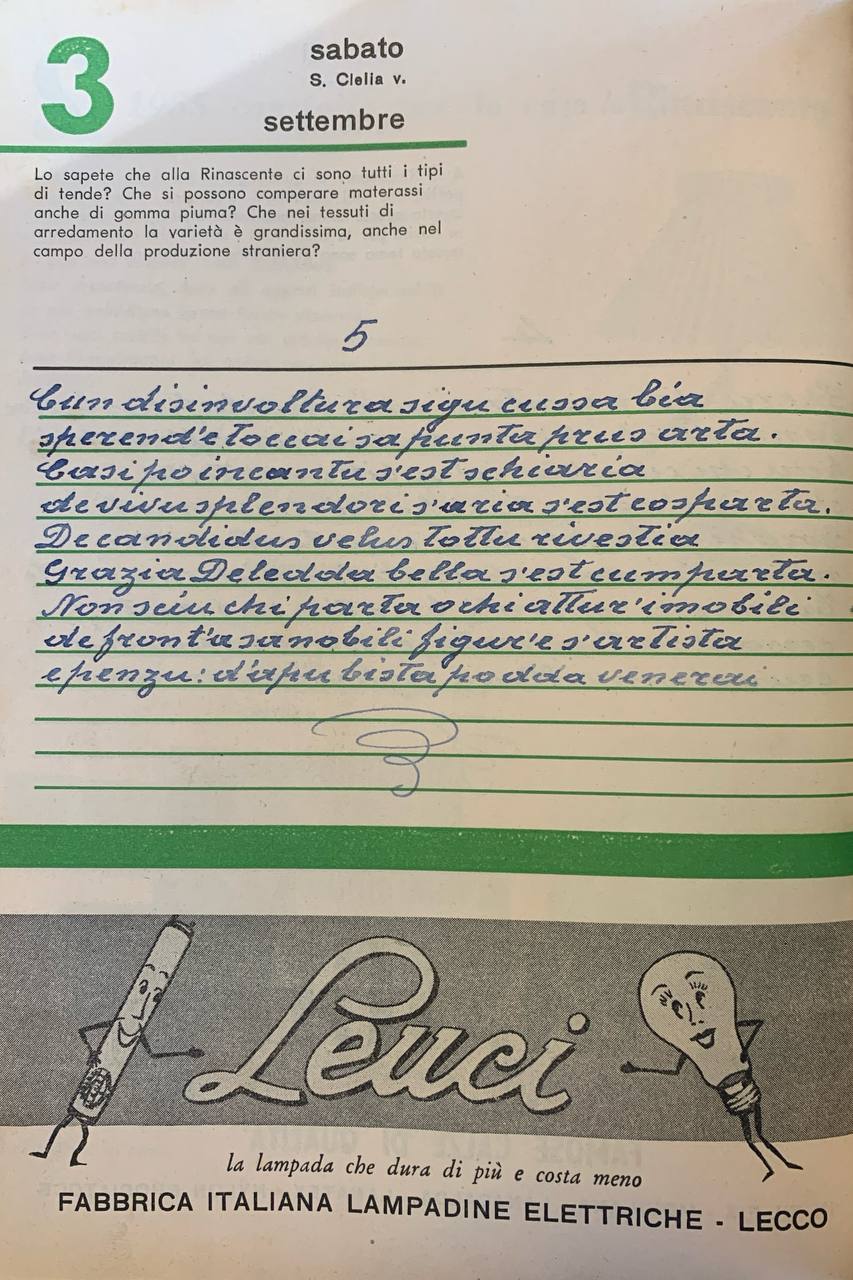 3
sabato
S. Clelia v.
settembre
Lo sapete che alla Rinascente ci sono tutti i tipi
di tende? Che si possono comperare materassi
anche di gomma piuma? Che nei tessuti di
arredamento la varietà è grandissima, anche nel
campo della produzione straniera?
5
Cun disinvoltura sigu cussa bia
sperend'e toccai sa punta prus arta.
Casi po incantu s'est schiaria
de vivu splendori s'aria s'est cosparta.
De candidus velus tottu rivestia
Grazia Deledda bella s'est cumparta.
Non sciu chi parta o chi attur'imobili
de front'a sa nobili figur'e s'artista
e penzu: d'apu bista po dda venerai
Leuci
la lampada che dura di più e costa meno
FABBRICA ITALIANA LAMPADINE ELETTRICHE - LECCO